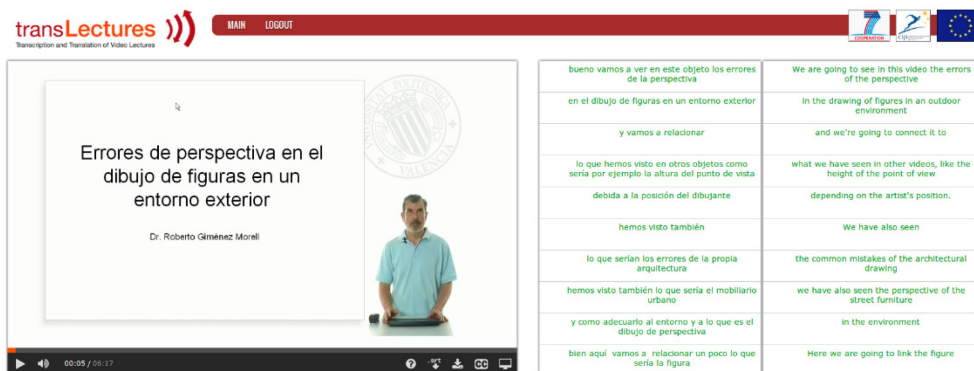 transLectures
Transcription and Translation of Video Lectures
MAIN LOGOUT
COOPERATION
cip
UNIVERSITAT POLITECNICA
VALENCIA
Errores de perspectiva en el
dibujo de figuras en un
entorno exterior
Dr. Roberto Giménez Morell
00:05 / 06:17
.srt
CC
bueno vamos a ver en este objeto los errores
de la perspectiva
We are going to see in this video the errors
of the perspective
en el dibujo de figuras en un entorno exterior
in the drawing of figures in an outdoor
environment
y vamos a relacionar
and we're going to connect it to
lo que hemos visto en otros objetos como
sería por ejemplo la altura del punto de vista
what we have seen in other videos, like the
height of the point of view
debida a la posición del dibujante
depending on the artist's position.
hemos visto también
We have also seen
lo que serían los errores de la propia
arquitectura
the common mistakes of the architectural
drawing
hemos visto también lo que sería el mobiliario
urbano
we have also seen the perspective of the
street furniture
y como adecuarlo al entorno y a lo que es el
dibujo de perspectiva
in the environment
bien aquí vamos a relacionar un poco lo que
sería la figura
Here we are going to link the figure